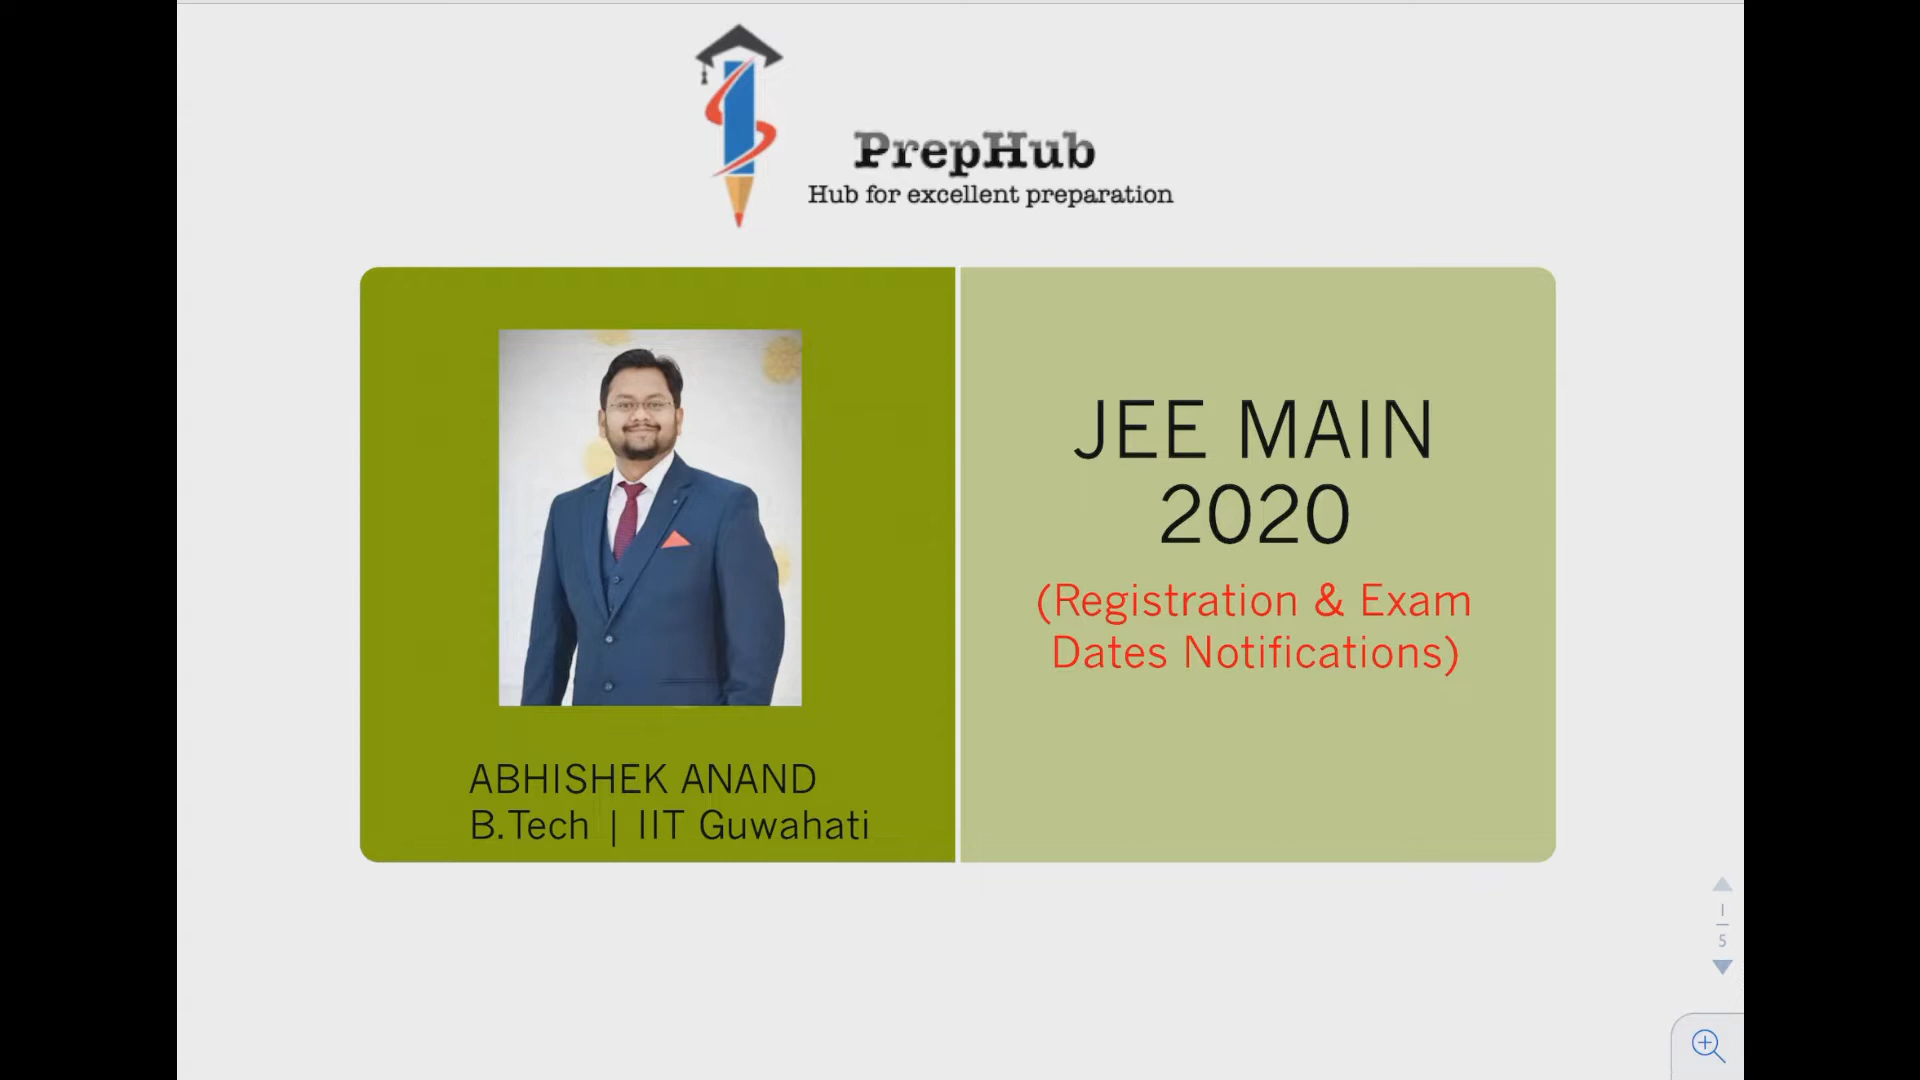 PrepHub
Hub for excellent preparation
ABHISHEK ANAND
B.Tech | IIT Guwahati
JEE MAIN
2020
(Registration & Exam
Dates Notifications)
1
5